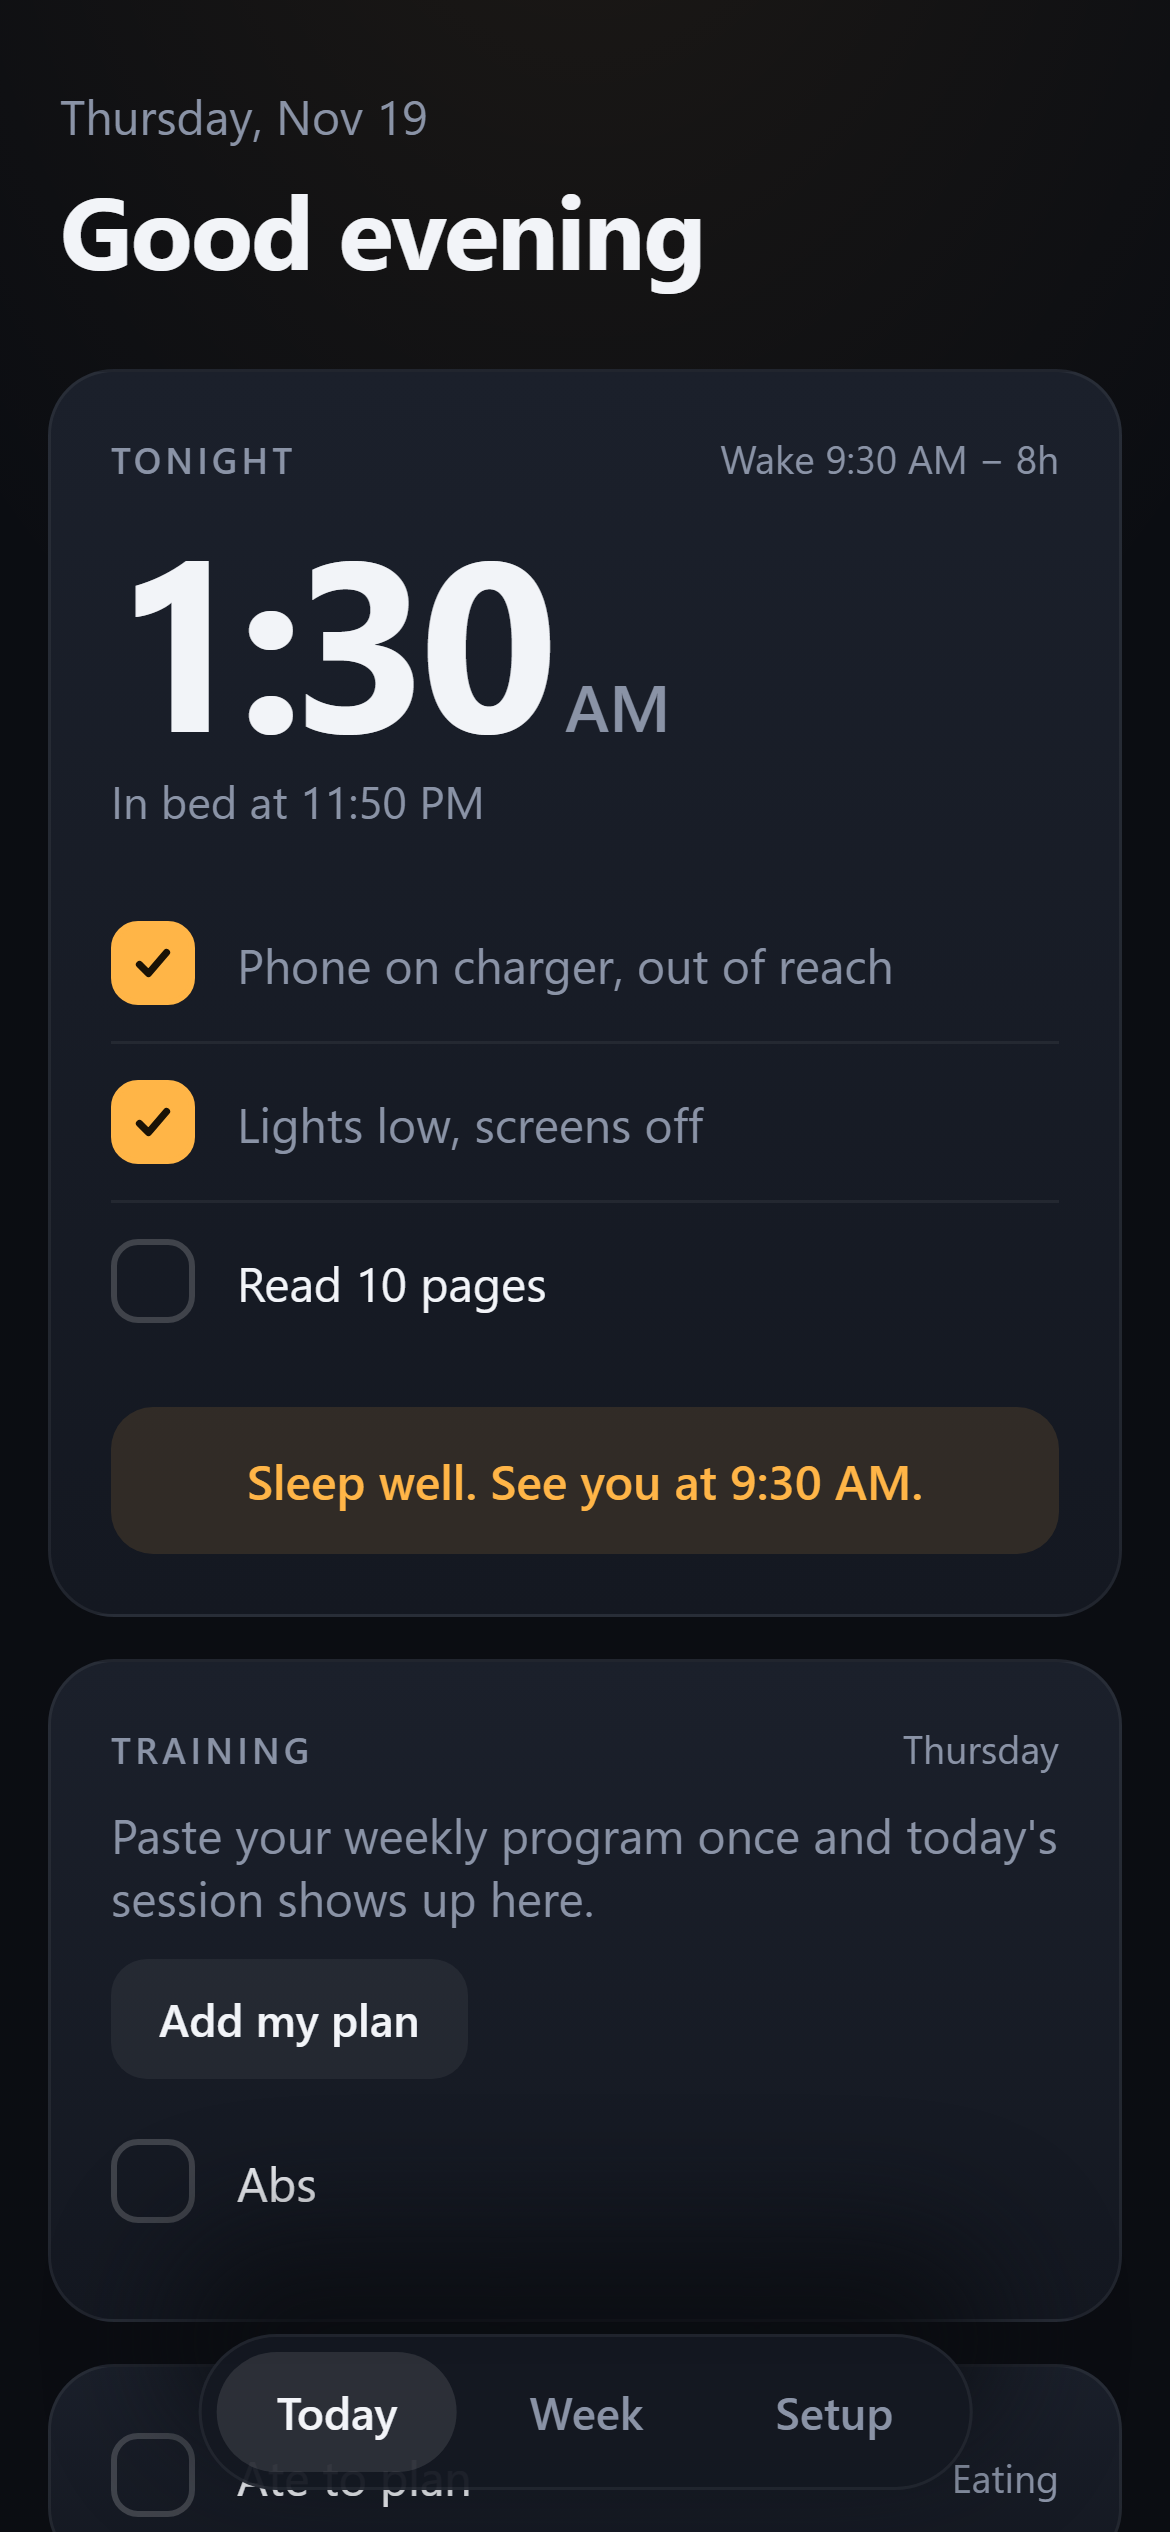 Thursday, Nov 19
Good evening
TONIGHT
Wake 9:30 AM – 8h
1:30 AM
In bed at 11:50 PM
Phone on charger, out of reach
Lights low, screens off
Read 10 pages
Sleep well. See you at 9:30 AM.
TRAINING
Thursday
Paste your weekly program once and today's
session shows up here.
Add my plan
Abs
Today
Week
Setup
Ate to plan
Eating